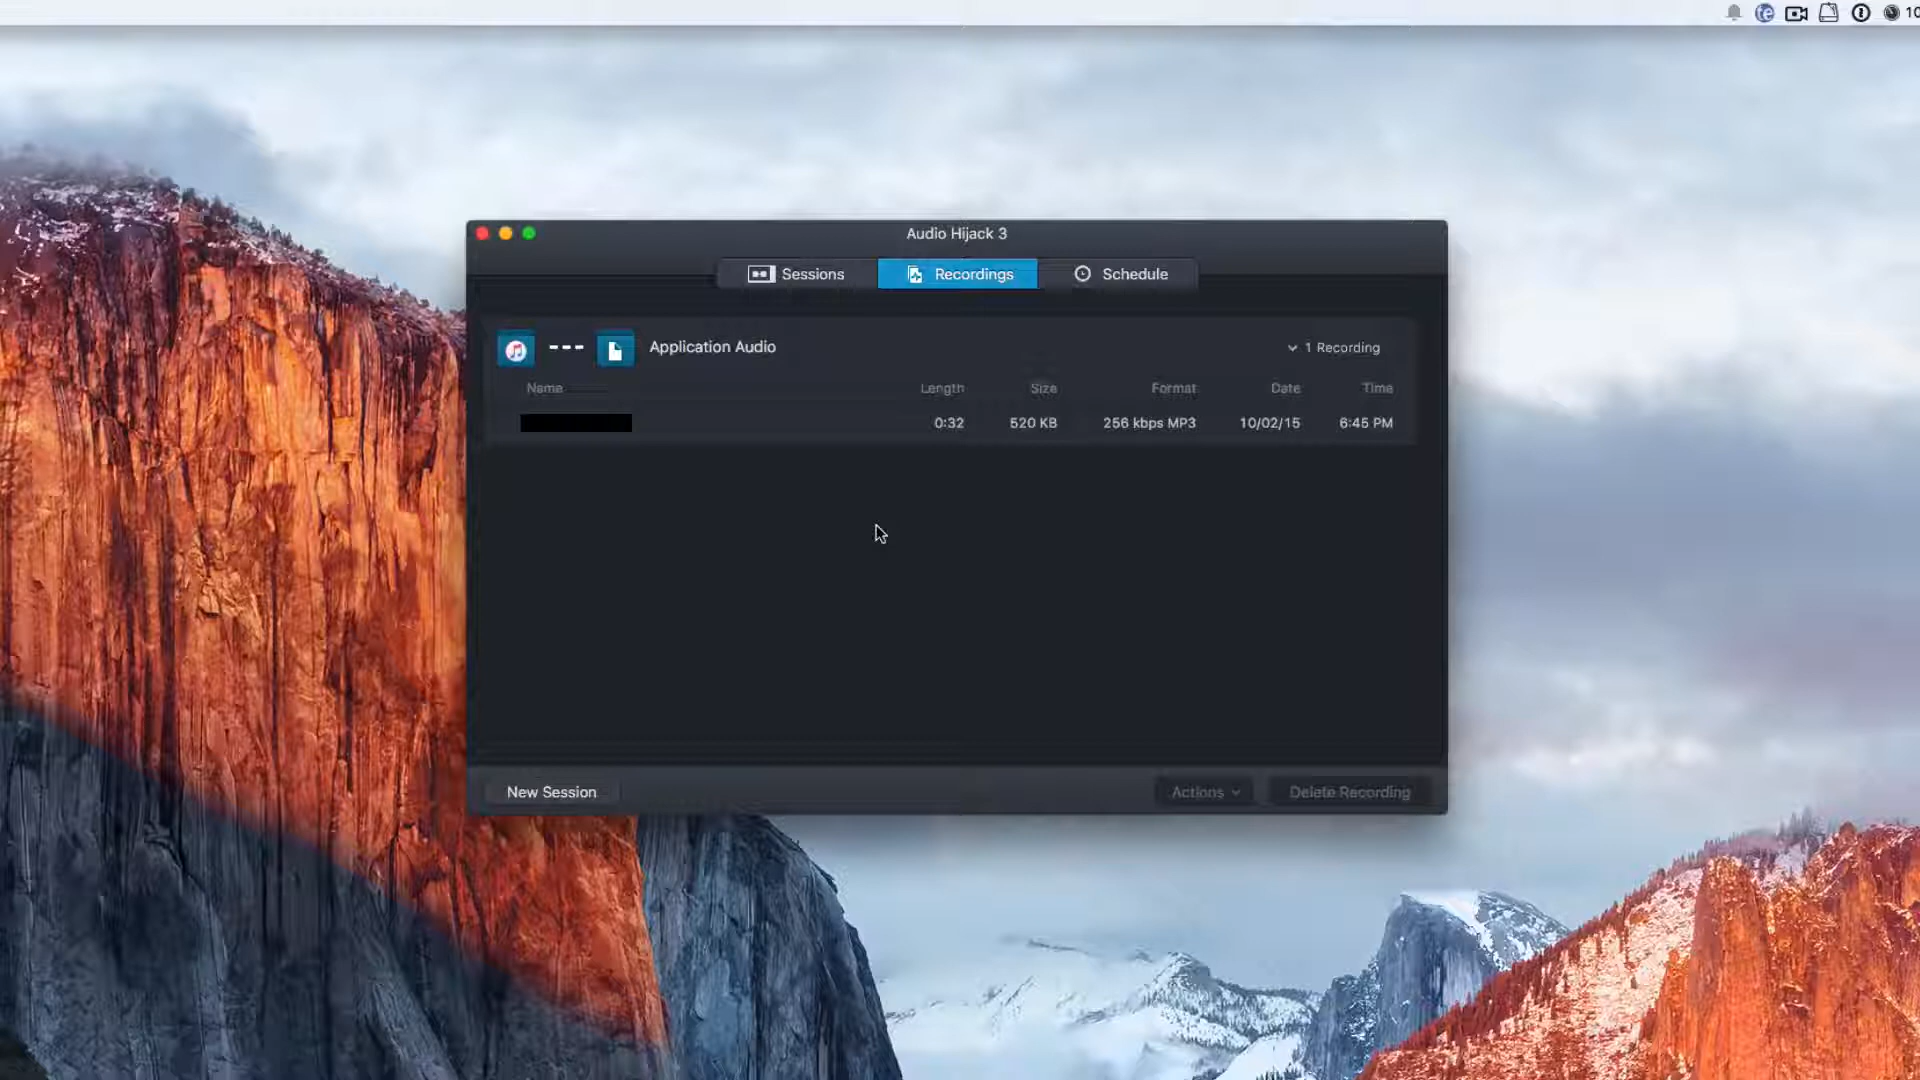 10
Audio Hijack 3
Sessions
Recordings
Schedule
Application Audio
1 Recording
Name Length Size Format Date Time
0:32 520 KB 256 kbps MP3 10/02/15 6:45 PM
New Session
Actions
Delete Recording